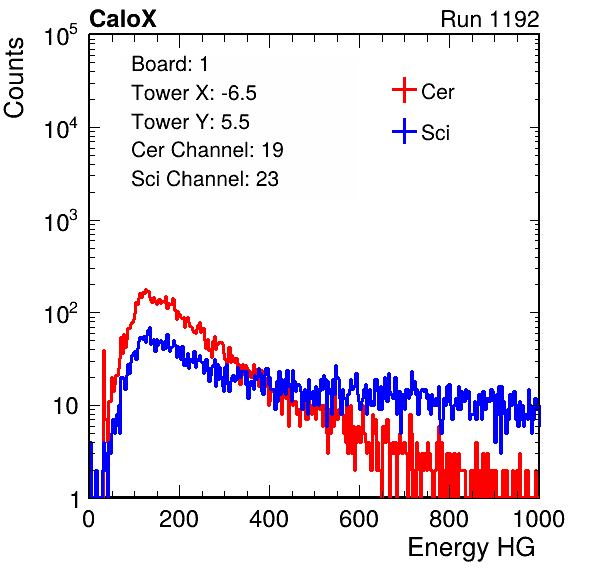 CaloX Run 1192
Counts
10^5
10^4
10^3
10^2
10
1
Board: 1
Tower X: -6.5
Tower Y: 5.5
Cer Channel: 19
Sci Channel: 23
Cer
Sci
0 200 400 600 800 1000
Energy HG